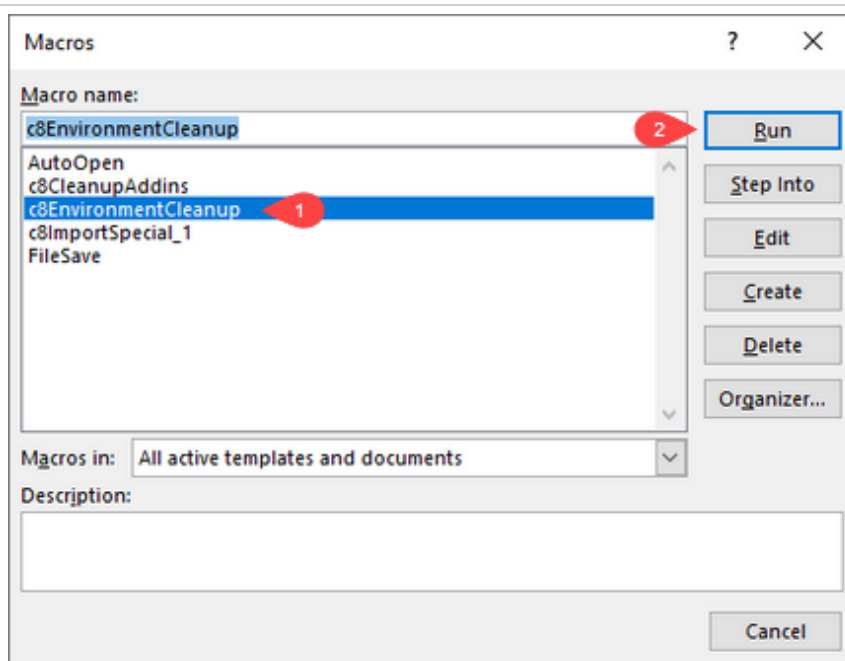 Macros
Macro name:
c8EnvironmentCleanup
2
Run
AutoOpen
c8CleanupAddins
c8EnvironmentCleanup
1
c8ImportSpecial_1
FileSave
Step Into
Edit
Create
Delete
Organizer...
Macros in: All active templates and documents
Description:
Cancel